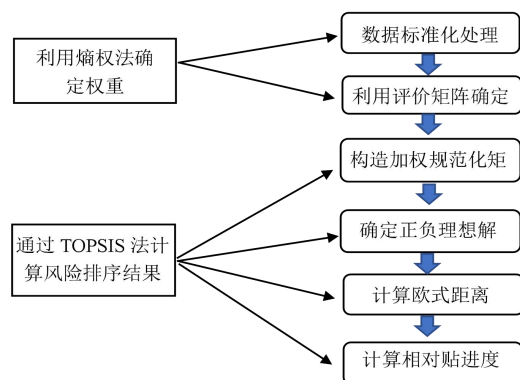 利用熵权法确
定权重
数据标准化处理
利用评价矩阵确定
构造加权规范化矩
通过 TOPSIS 法计
算风险排序结果
确定正负理想解
计算欧式距离
计算相对贴进度